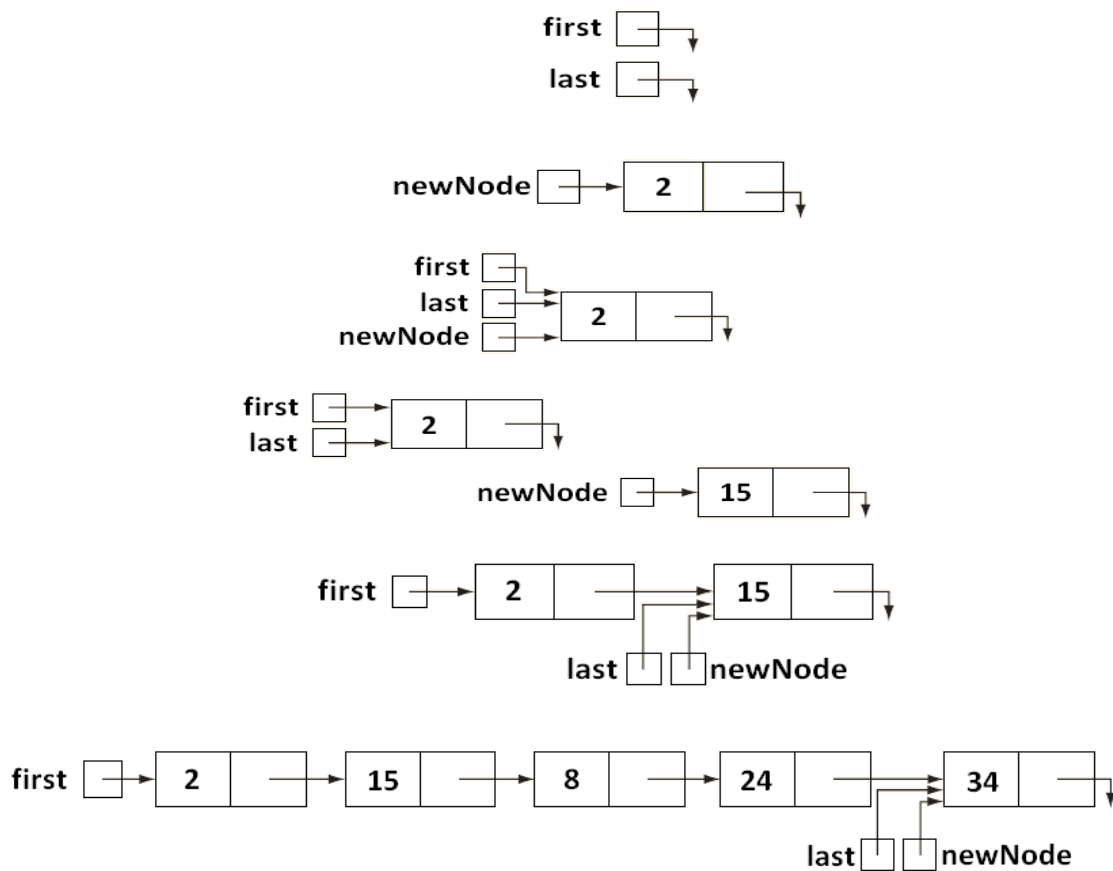 first
last
newNode 2
first
last
newNode
2
first
last
2
newNode 15
first 2 15
last newNode
first 2 15 8 24 34
last newNode